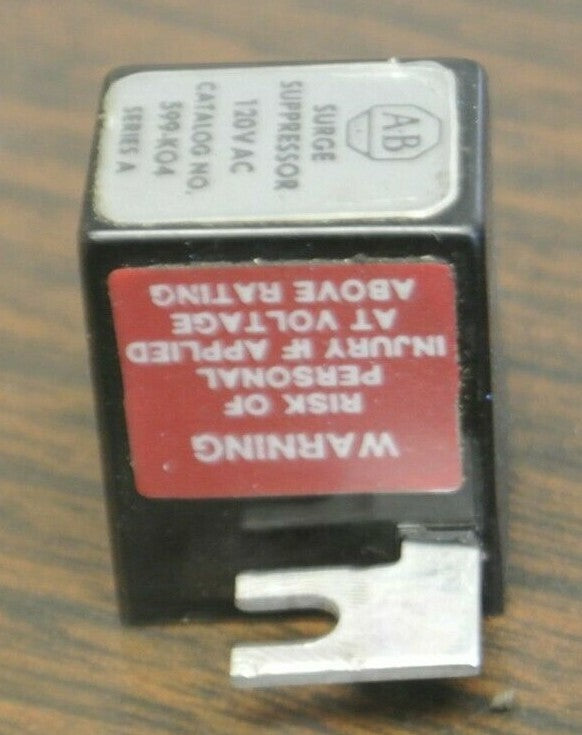 A-B
SURGE
SUPPRESSOR
120V AC
CATALOG NO.
599-KO4
SERIES A
WARNING
RISK OF
PERSONAL
INJURY IF APPLIED
AT VOLTAGE
ABOVE RATING